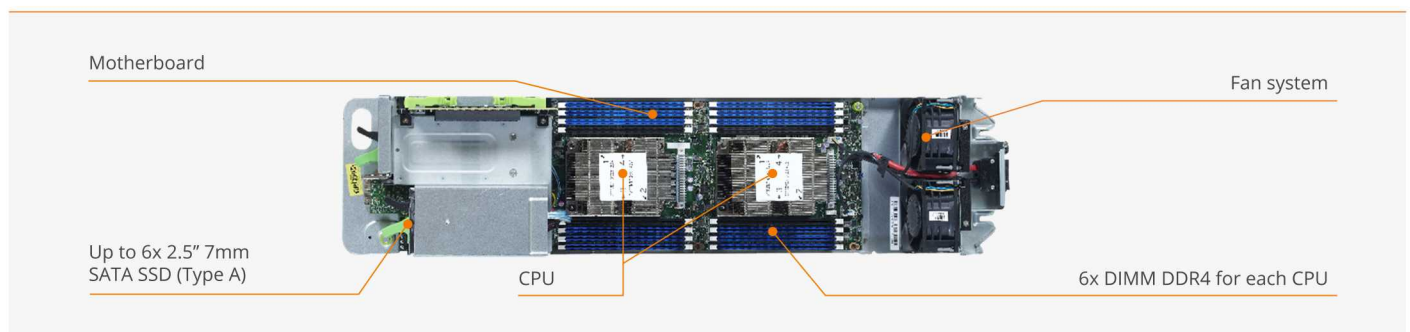 Motherboard
Fan system
Up to 6x 2.5” 7mm
SATA SSD (Type A)
CPU
6x DIMM DDR4 for each CPU